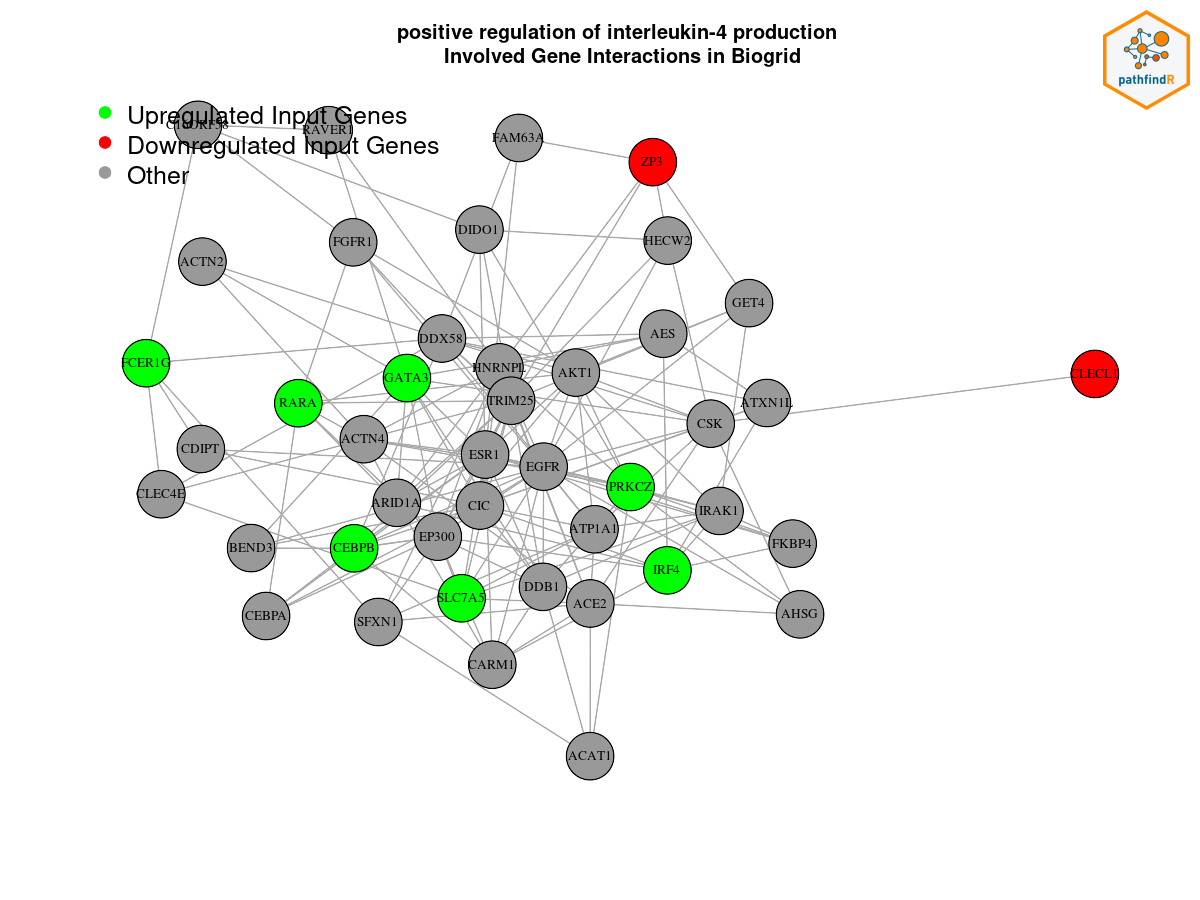 positive regulation of interleukin-4 production
Involved Gene Interactions in Biogrid
pathfindR
Upregulated Input Genes
Downregulated Input Genes
Other
RAVER1
FAM63A
ZP3
DIDO1
HECW2
FGFR1
ACTN2
GET4
DDX58
AES
FCER1G
HNRNPL
AKT1
GATA3
CLECL1
RARA
TRIM25
ATXN1L
CSK
ACTN4
CDIPT
ESR1
EGFR
PRKCZ
CLEC4E
ARID1A
CIC
IRAK1
ATP1A1
EP300
BEND3
CEBPB
FKBP4
IRF4
DDB1
SLC7A5
ACE2
CEBPA
SFXN1
AHSG
CARM1
ACAT1